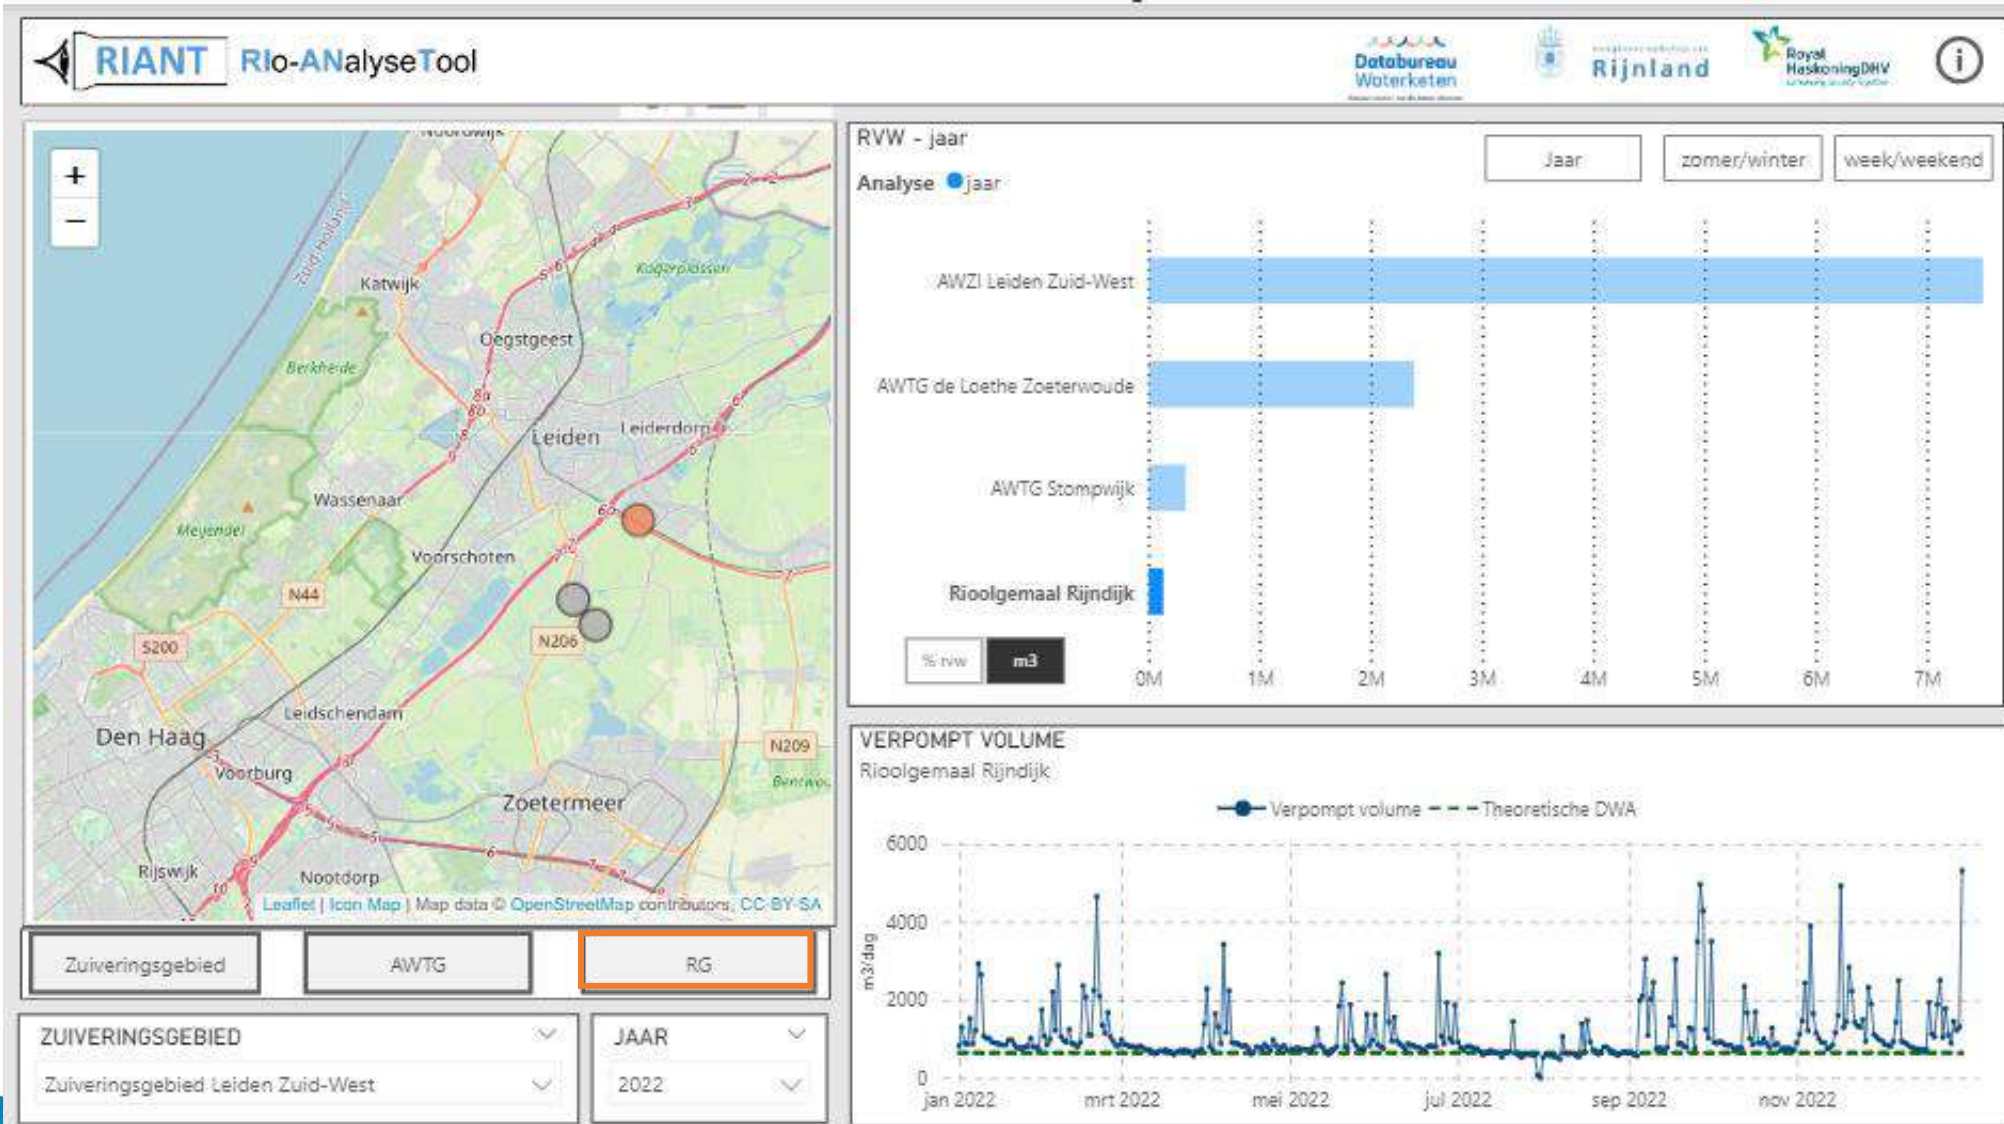 RIANT RIo-ANalyseTool
Databureau
Waterketen
Rijnland
Royal
HaskoningDHV
i
+
−
Noordwijk
Zuid-Holland
Katwijk
Kagerplassen
Oegstgeest
Berkheide
Leiden
Leiderdorp
Wassenaar
Meyendel
Voorschoten
N44
N206
S200
Leidschendam
Den Haag
N209
Voorburg
Zoetermeer
Rijswijk
Nootdorp
Leaflet | Icon Map | Map data © OpenStreetMap contributors, CC-BY-SA
Zuiveringsgebied
AWTG
RG
ZUIVERINGSGEBIED
Zuiveringsgebied Leiden Zuid-West
JAAR
2022
RVW - jaar
Jaar
zomer/winter
week/weekend
Analyse jaar
AWZI Leiden Zuid-West
AWTG de Loethe Zoeterwoude
AWTG Stompwijk
Rioolgemaal Rijndijk
% rvw
m3
0M 1M 2M 3M 4M 5M 6M 7M
VERPOMPT VOLUME
Rioolgemaal Rijndijk
Verpompt volume Theoretische DWA
m3/dag
6000
4000
2000
0
jan 2022 mrt 2022 mei 2022 jul 2022 sep 2022 nov 2022